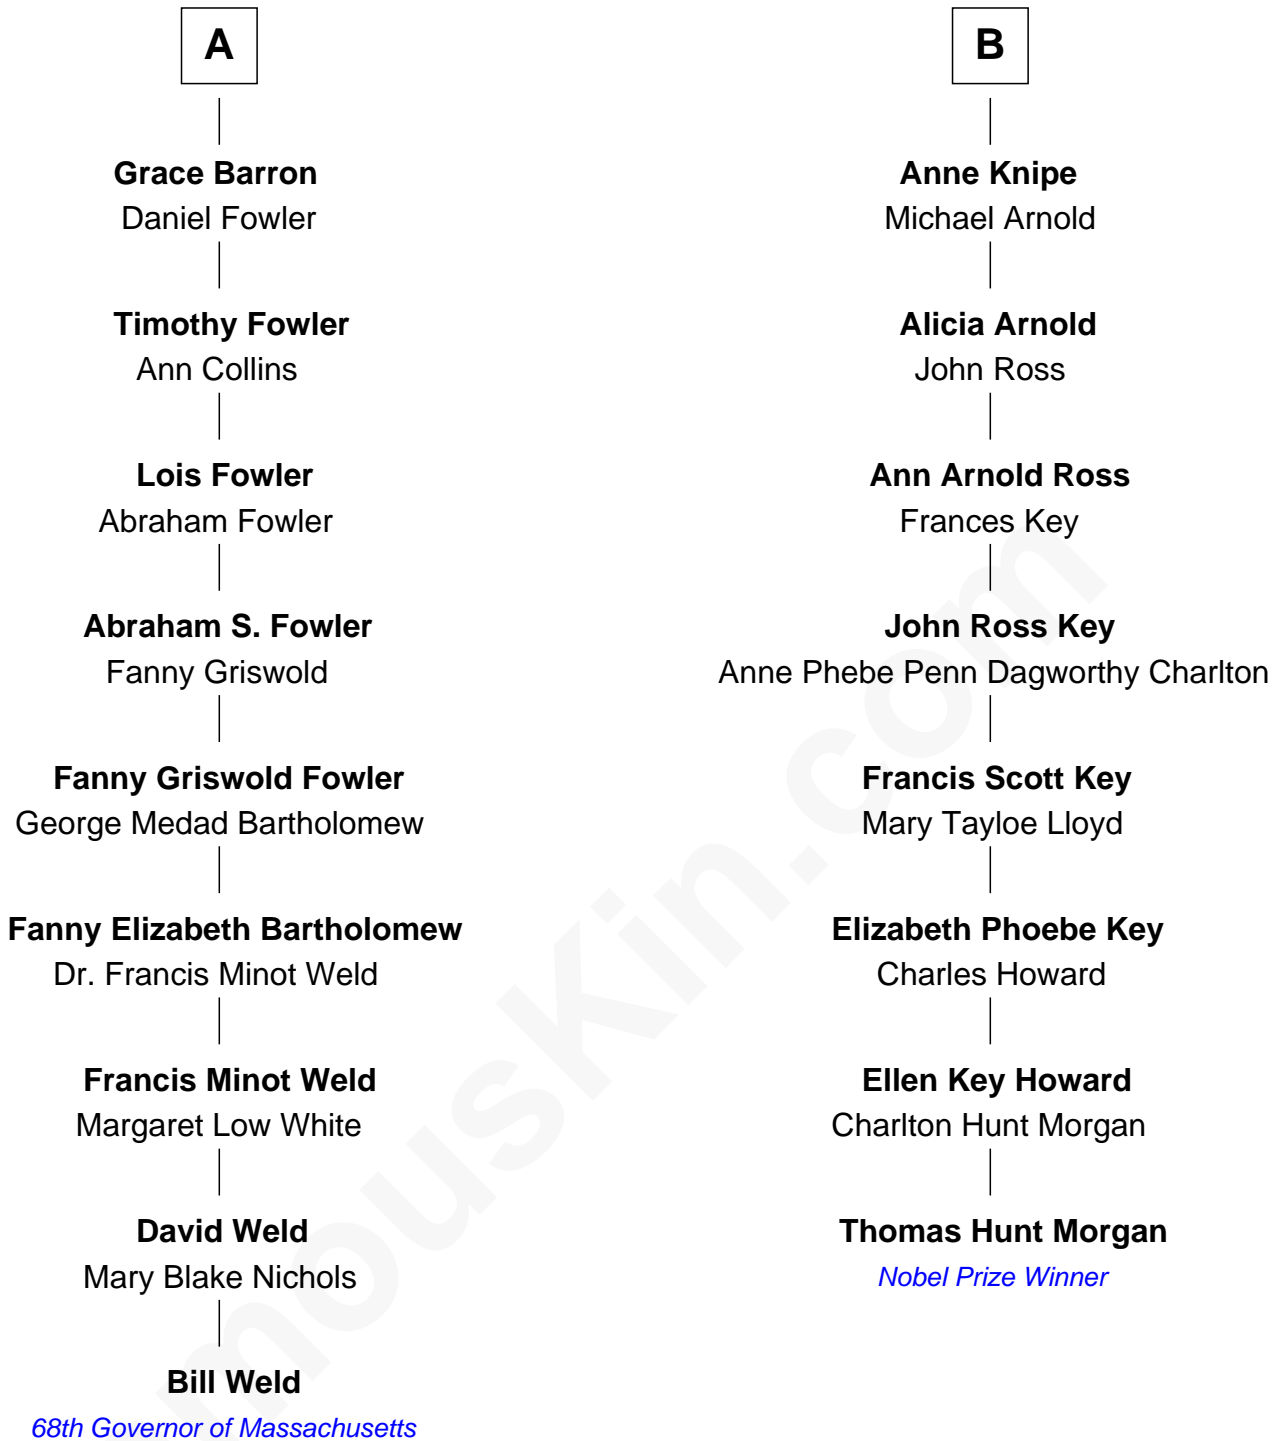 A
Grace Barron
Daniel Fowler
Timothy Fowler
Ann Collins
Lois Fowler
Abraham Fowler
Abraham S. Fowler
Fanny Griswold
Fanny Griswold Fowler
George Medad Bartholomew
Fanny Elizabeth Bartholomew
Dr. Francis Minot Weld
Francis Minot Weld
Margaret Low White
David Weld
Mary Blake Nichols
Bill Weld
68th Governor of Massachusetts
B
Anne Knipe
Michael Arnold
Alicia Arnold
John Ross
Ann Arnold Ross
Frances Key
John Ross Key
Anne Phebe Penn Dagworthy Charlton
Francis Scott Key
Mary Tayloe Lloyd
Elizabeth Phoebe Key
Charles Howard
Ellen Key Howard
Charlton Hunt Morgan
Thomas Hunt Morgan
Nobel Prize Winner
mousKin.com